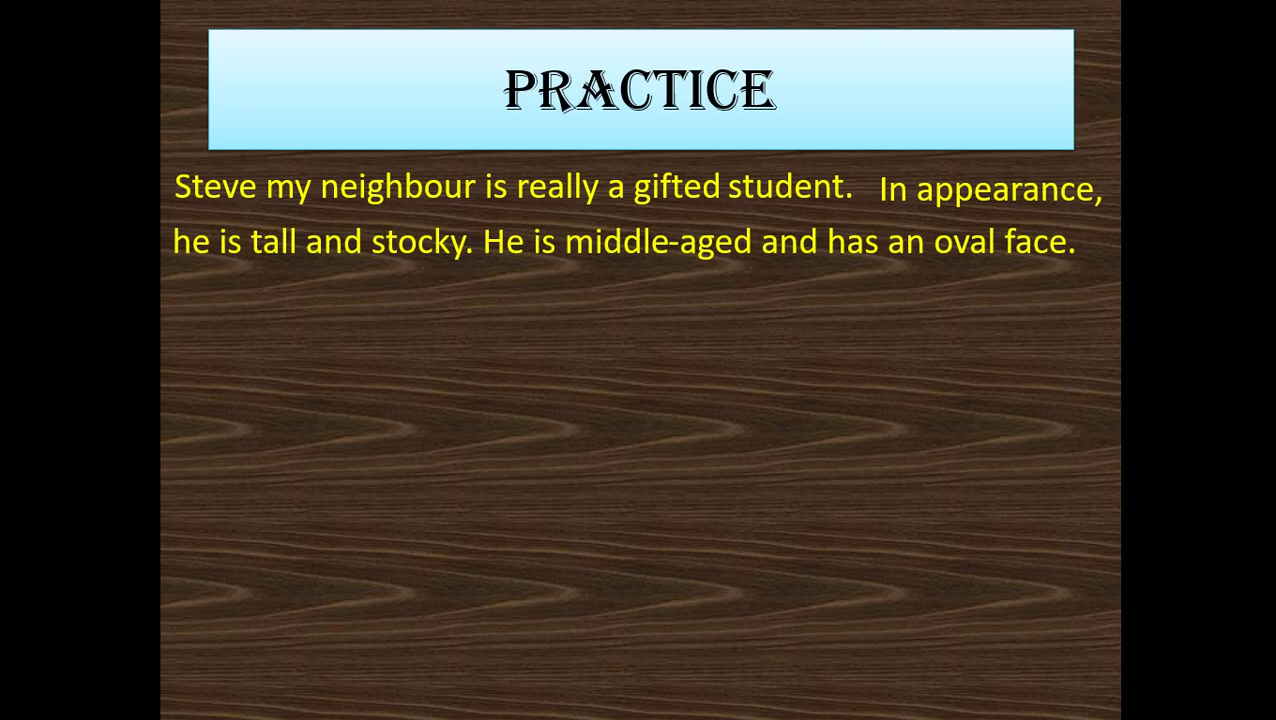 PRACTICE
Steve my neighbour is really a gifted student. In appearance,
he is tall and stocky. He is middle-aged and has an oval face.